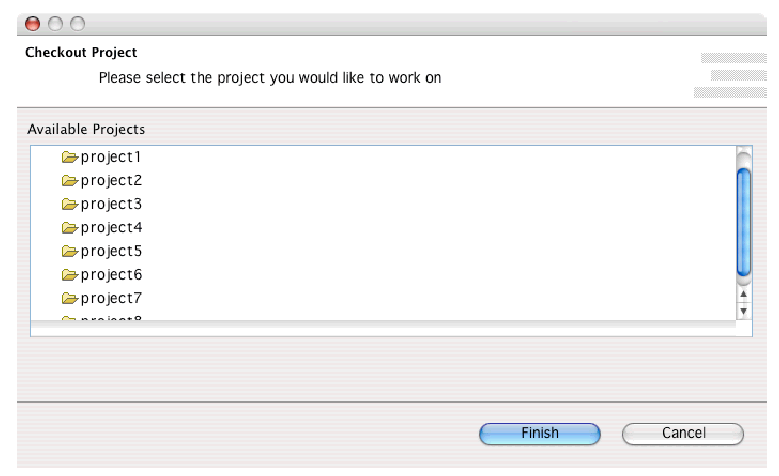 Checkout Project
Please select the project you would like to work on
Available Projects
project1
project2
project3
project4
project5
project6
project7
Finish
Cancel